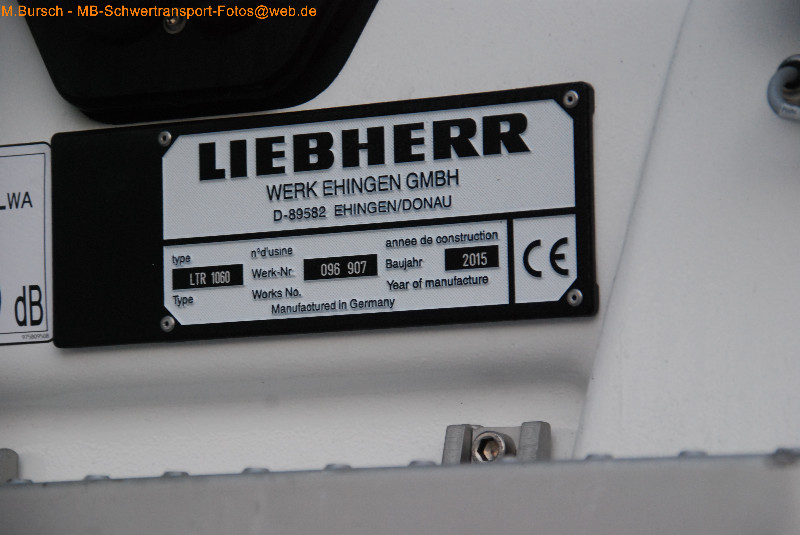 M.Bursch - MB-Schwertransport-Fotos@web.de
LIEBHERR
WERK EHINGEN GMBH
D-89582 EHINGEN/DONAU
type
LTR 1060
Type
n°d'usine
Werk-Nr
096 907
Works No.
annee de construction
Baujahr
2015
Year of manufacture
Manufactured in Germany
CE
LWA
dB